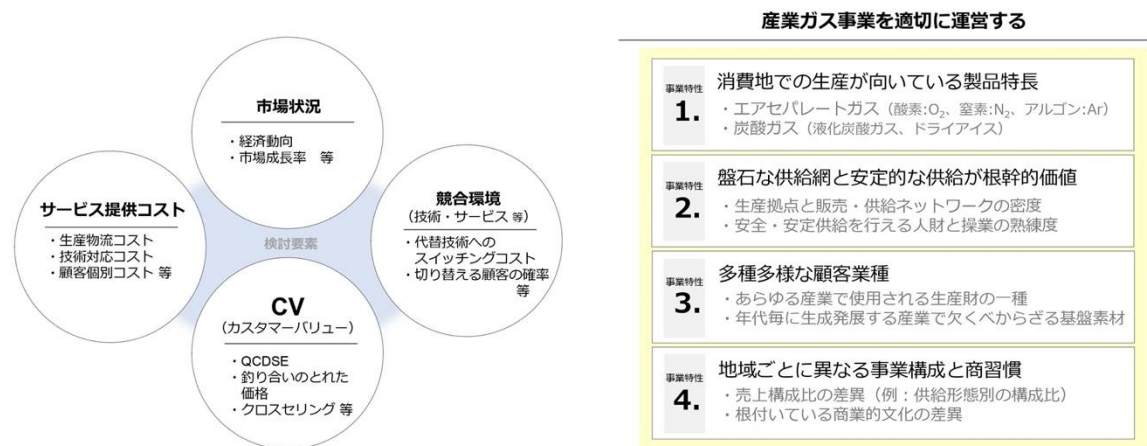 市場状況
・経済動向
・市場成長率 等
サービス提供コスト
・生産物流コスト
・技術対応コスト
・顧客個別コスト 等
検討要素
競合環境
(技術・サービス 等)
・代替技術への
スイッチングコスト
・切り替える顧客の確率
等
CV
(カスタマーバリュー)
・QCDSE
・釣り合いのとれた
価格
・クロスセリング 等
産業ガス事業を適切に運営する
事業特性
1.
消費地での生産が向いている製品特長
・エアセパレートガス(酸素:O₂、窒素:N₂、アルゴン:Ar)
・炭酸ガス(液化炭酸ガス、ドライアイス)
事業特性
2.
盤石な供給網と安定的な供給が根幹的価値
・生産拠点と販売・供給ネットワークの密度
・安全・安定供給を行える人財と操業の熟練度
事業特性
3.
多種多様な顧客業種
・あらゆる産業で使用される生産財の一種
・年代毎に生成発展する産業で欠くべからざる基盤素材
事業特性
4.
地域ごとに異なる事業構成と商習慣
・売上構成比の差異(例:供給形態別の構成比)
・根付いている商業的文化の差異